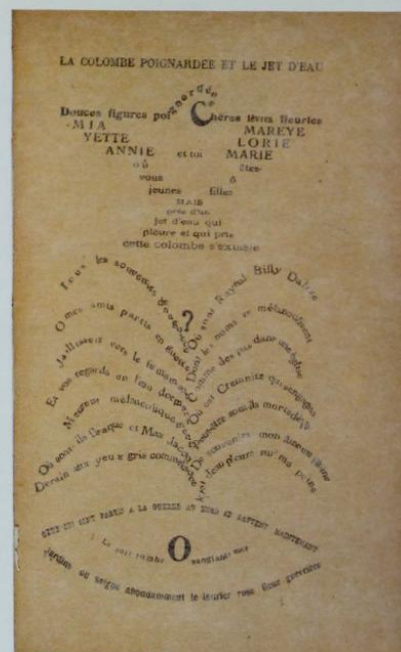 LA COLOMBE POIGNARDÉE ET LE JET D'EAU
Douces figures poignardées Chères lèvres fleuries
MIA MAREYE
YETTE LORIE
ANNIE et toi MARIE
où êtes-
vous ô
jeunes filles
MAIS
près d'un
jet d'eau qui
pleure et qui prie
cette colombe s'extasie
?
Tous les souvenirs de
O mes amis partis en guerre
Jaillissent vers le firmament
Et vos regards en l'eau dormant
Meurent mélancoliquement
Où sont-ils Braque et Max Jacob
Derain aux yeux gris comme l'aube
Où sont Raynal Billy Dalize
Dont les noms se mélancolisent
Comme des pas dans une église
Où est Cremnitz qui s'engagea
Peut-être sont-ils morts déjà
De souvenirs mon âme est pleine
Le jet d'eau pleure sur ma peine
CEUX QUI SONT PARTIS A LA GUERRE AU NORD SE BATTENT MAINTENANT
Le soir tombe O sanglante mer
Jardins où saigne abondamment le laurier rose fleur guerrière